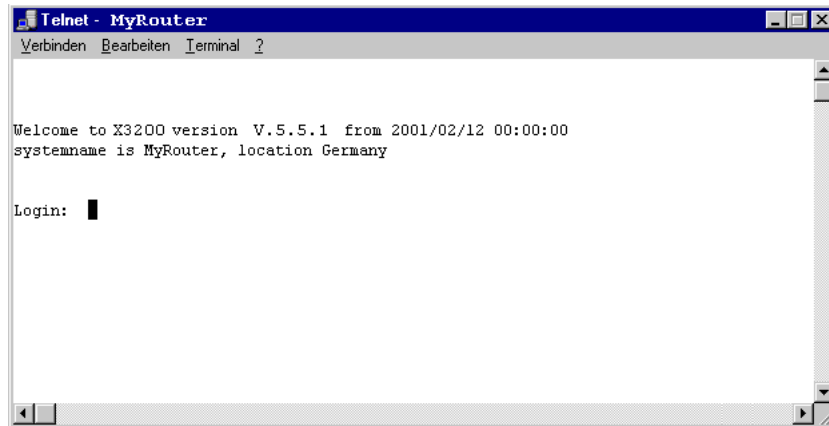 Telnet - MyRouter
Verbinden Bearbeiten Terminal ?
Welcome to X3200 version V.5.5.1 from 2001/02/12 00:00:00
systemname is MyRouter, location Germany
Login: